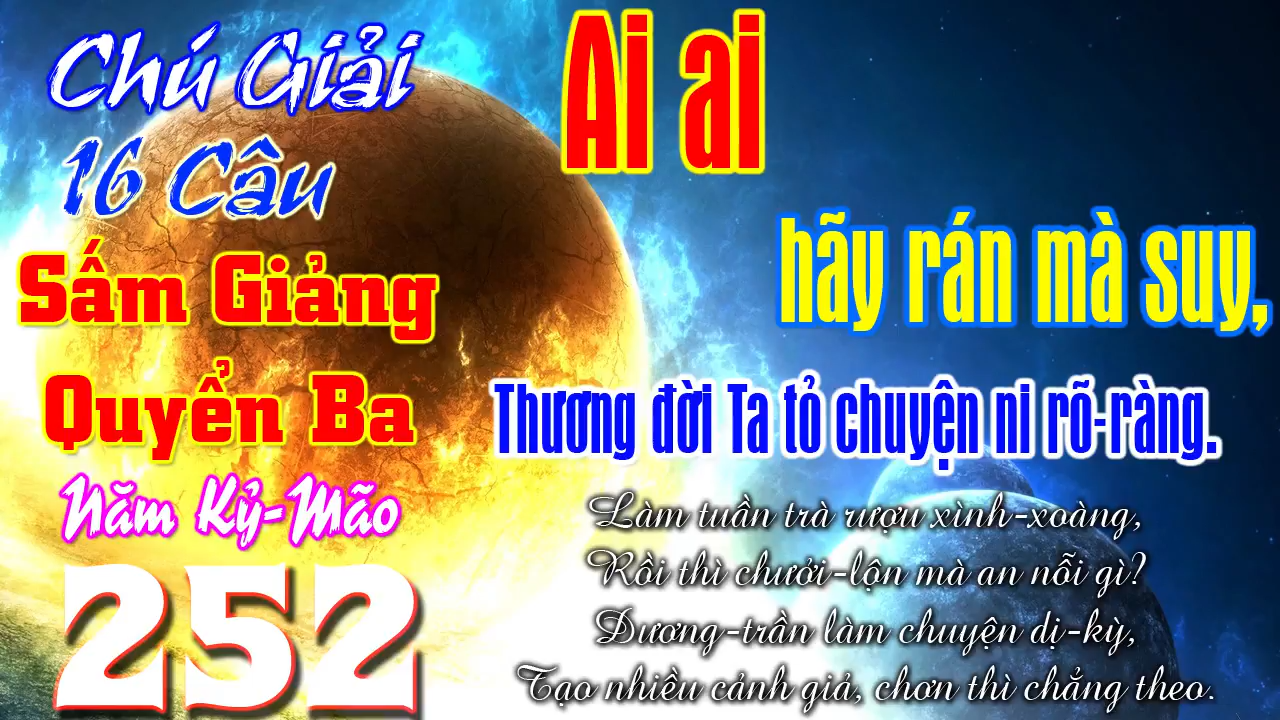 Chú Giải
16 Câu
Sấm Giảng
Quyển Ba
Năm Kỷ-Mão
252
Ai ai
hãy rán mà suy,
Thương đời Ta tỏ chuyện ni rõ-ràng.
Làm tuần trà rượu xình-xoàng,
Rồi thì chưởi-lộn mà an nỗi gì?
Dương-trần làm chuyện dị-kỳ,
Tạo nhiều cảnh giả, chơn thì chẳng theo.